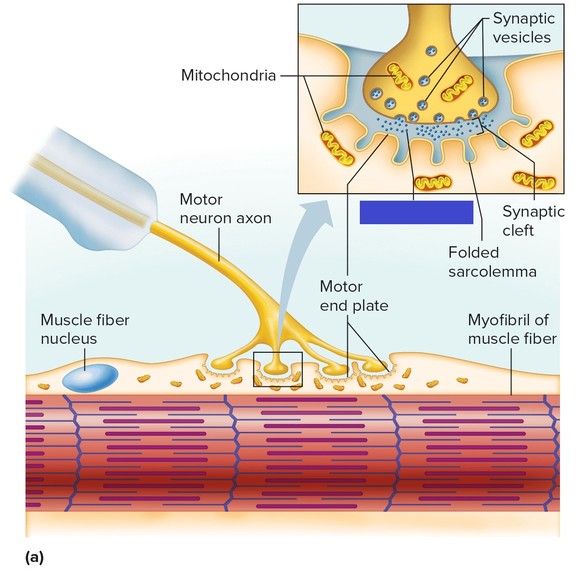 Synaptic
vesicles
Mitochondria
Motor
neuron axon
Synaptic
cleft
Folded
sarcolemma
Motor
end plate
Muscle fiber
nucleus
Myofibril of
muscle fiber
(a)